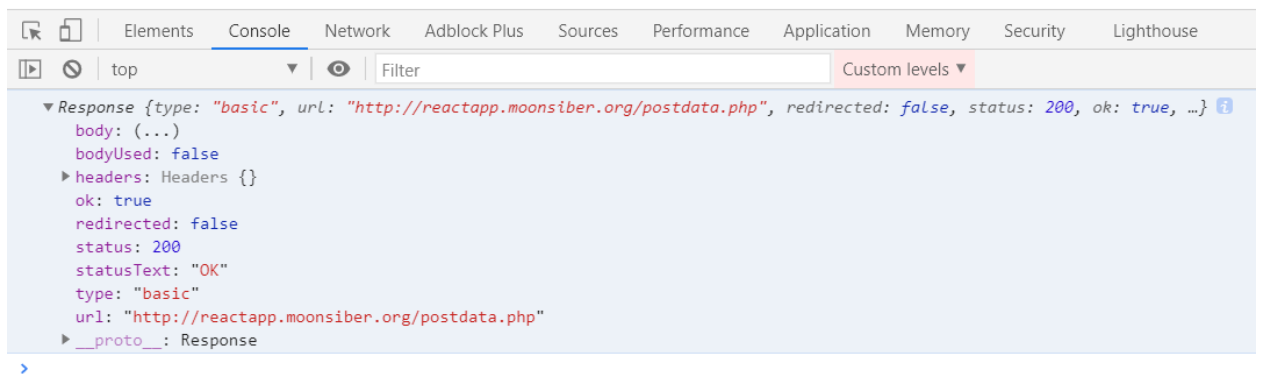 Elements Console Network Adblock Plus Sources Performance Application Memory Security Lighthouse
top ▼ Filter Custom levels ▼
▼Response {type: "basic", url: "http://reactapp.moonsiber.org/postdata.php", redirected: false, status: 200, ok: true, …} i
body: (...)
bodyUsed: false
▶headers: Headers {}
ok: true
redirected: false
status: 200
statusText: "OK"
type: "basic"
url: "http://reactapp.moonsiber.org/postdata.php"
▶__proto__: Response
>